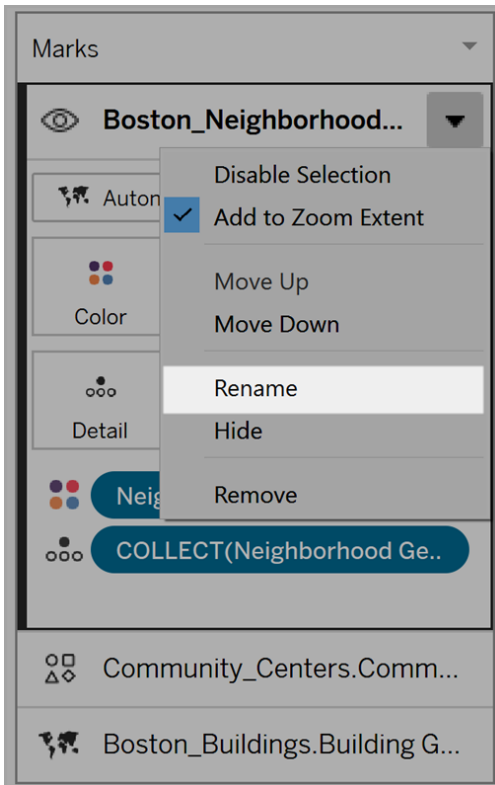 Marks
Boston_Neighborhood...
Disable Selection
Autom
Add to Zoom Extent
Move Up
Color
Move Down
Rename
Detail
Hide
Neig
Remove
COLLECT(Neighborhood Ge..
Community_Centers.Comm...
Boston_Buildings.Building G...